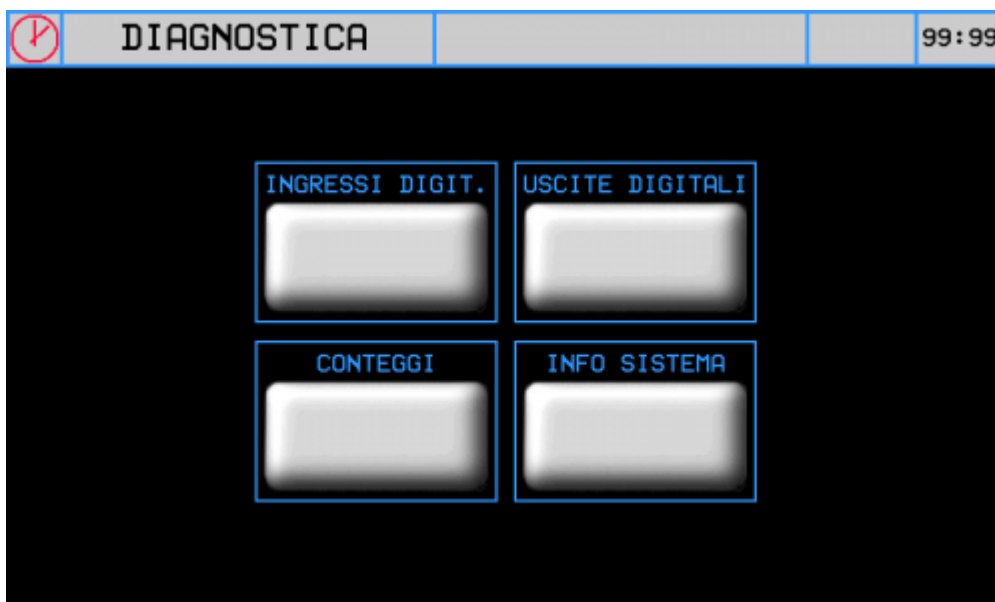 DIAGNOSTICA 99:99
INGRESSI DIGIT. USCITE DIGITALI
CONTEGGI INFO SISTEMA